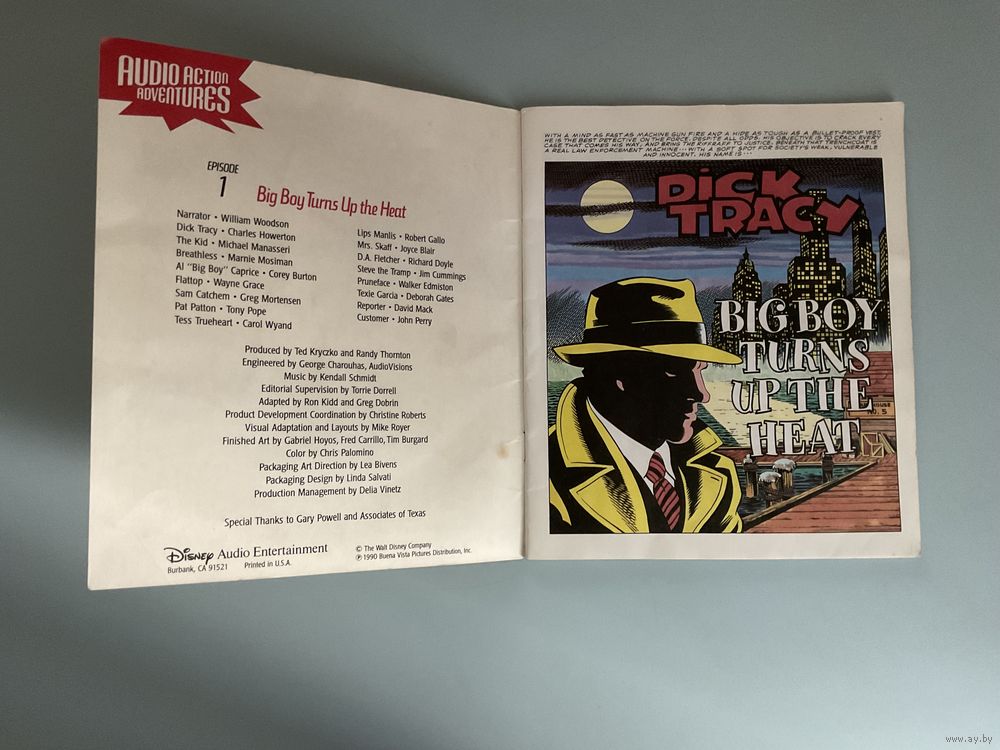 AUDIO ACTION
ADVENTURES
EPISODE
1
Big Boy Turns Up the Heat
Narrator • William Woodson
Dick Tracy • Charles Howerton
The Kid • Michael Manasseri
Breathless • Marnie Mosiman
Al "Big Boy" Caprice • Corey Burton
Flattop • Wayne Grace
Sam Catchem • Greg Mortensen
Pat Patton • Tony Pope
Tess Trueheart • Carol Wyand
Lips Manlis • Robert Gallo
Mrs. Skaff • Joyce Blair
D.A. Fletcher • Richard Doyle
Steve the Tramp • Jim Cummings
Pruneface • Walker Edmiston
Texie Garcia • Deborah Gates
Reporter • David Mack
Customer • John Perry
Produced by Ted Kryczko and Randy Thornton
Engineered by George Charouhas, AudioVisions
Music by Kendall Schmidt
Editorial Supervision by Torrie Dorrell
Adapted by Ron Kidd and Greg Dobrin
Product Development Coordination by Christine Roberts
Visual Adaptation and Layouts by Mike Royer
Finished Art by Gabriel Hoyos, Fred Carrillo, Tim Burgard
Color by Chris Palomino
Packaging Art Direction by Lea Bivens
Packaging Design by Linda Salvati
Production Management by Delia Vinetz
Special Thanks to Gary Powell and Associates of Texas
Disney Audio Entertainment
Burbank, CA 91521 Printed in U.S.A.
© The Walt Disney Company
℗ 1990 Buena Vista Pictures Distribution, Inc.
WITH A MIND AS FAST AS MACHINE GUN FIRE AND A HIDE AS TOUGH AS A BULLET-PROOF VEST,
HE IS THE BEST DETECTIVE ON THE FORCE. DESPITE ALL ODDS, HIS OBJECTIVE IS TO CRACK EVERY
CASE THAT COMES HIS WAY, AND BRING THE RIFFRAFF TO JUSTICE. BENEATH THAT TRENCHCOAT IS
A REAL LAW ENFORCEMENT MACHINE---WITH A SOFT SPOT FOR SOCIETY'S WEAK, VULNERABLE
AND INNOCENT. HIS NAME IS---
DICK
TRACY
BIG BOY
TURNS
UP THE
HEAT
NO. 5
www.ay.by